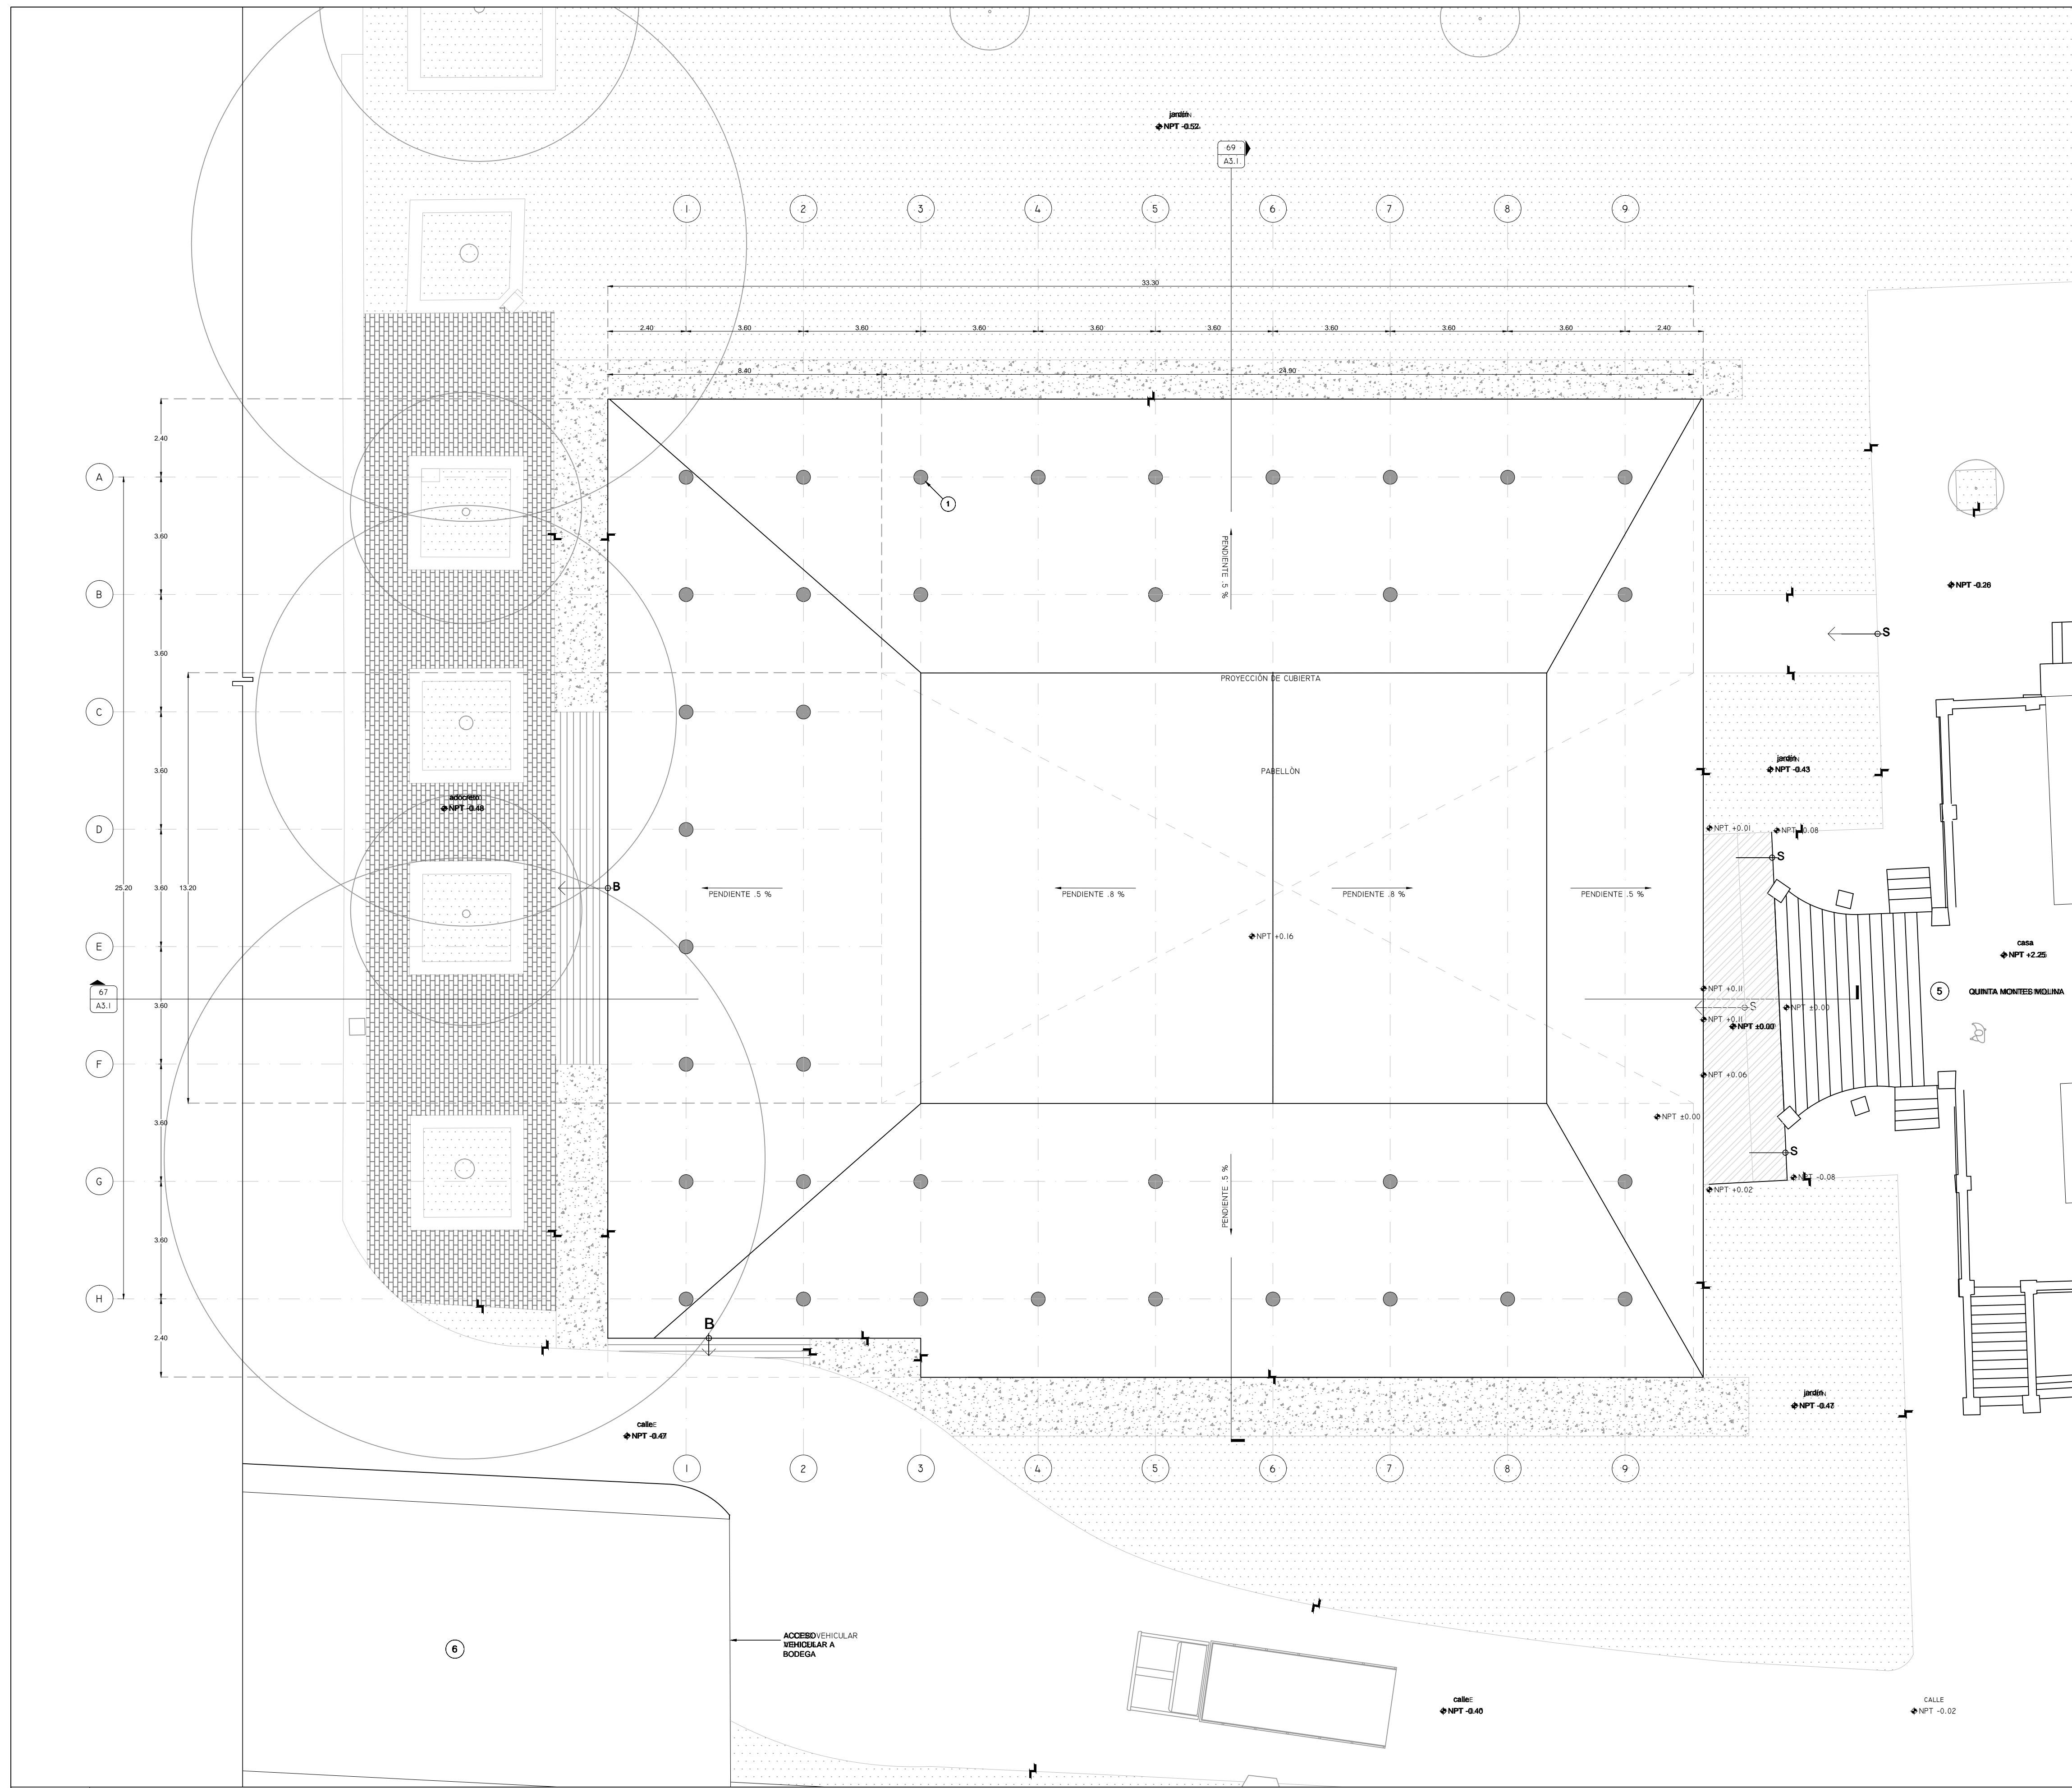 jardín
NPT -0.52
69
A3.1
1 2 3 4 5 6 7 8 9
33.30
2.40 3.60 3.60 3.60 3.60 3.60 3.60 3.60 3.60 2.40
8.40 24.90
2.40
A
1
3.60
B
PENDIENTE .5 %
NPT -0.26
S
3.60
PROYECCIÓN DE CUBIERTA
C
3.60
PABELLÓN
jardín
NPT -0.43
adocreto
NPT -0.48
D
NPT +0.01
NPT -0.08
S
25.20 3.60 13.20
B
PENDIENTE .5 %
PENDIENTE .8 %
PENDIENTE .8 %
PENDIENTE .5 %
NPT +0.16
E
casa
NPT +2.25
67
A3.1
3.60
NPT +0.11
5 QUINTA MONTES MOLINA
S
NPT ±0.00
NPT +0.11
NPT ±0.00
F
NPT +0.06
3.60
NPT ±0.00
S
G
PENDIENTE .5 %
NPT -0.08
NPT +0.02
3.60
H
B
2.40
jardín
NPT -0.47
calle
NPT -0.47
1 2 3 4 5 6 7 8 9
6
ACCESO VEHICULAR
VEHICULAR A
BODEGA
calle
NPT -0.40
CALLE
NPT -0.02